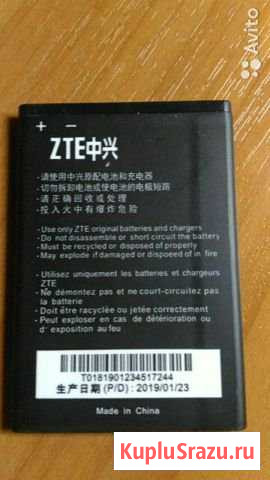 Avito
+ -
ZTE中兴
-请使用中兴原配电池和充电器
-切勿拆卸电池或使电池的电极短路
-请正确回收或处理
-投入火中有爆炸危险
-Use only ZTE original batteries and chargers
-Do not disassemble or short circuit the battery
-Must be recycled or disposed of properly
-May explode if damaged or dispoeed of in fire
-Utilisez uniquement les batteries et chargeurs
ZTE
-Ne démontez pas et ne court-circuitez pas
la batterie
-Doit être recyclée ou jetée correctement
-Peut exploser en cas de détérioration ou
d' exposition au feu
T0181901234517244
生产日期(P/D):2019/01/23
Made in China
KupluSrazu.ru